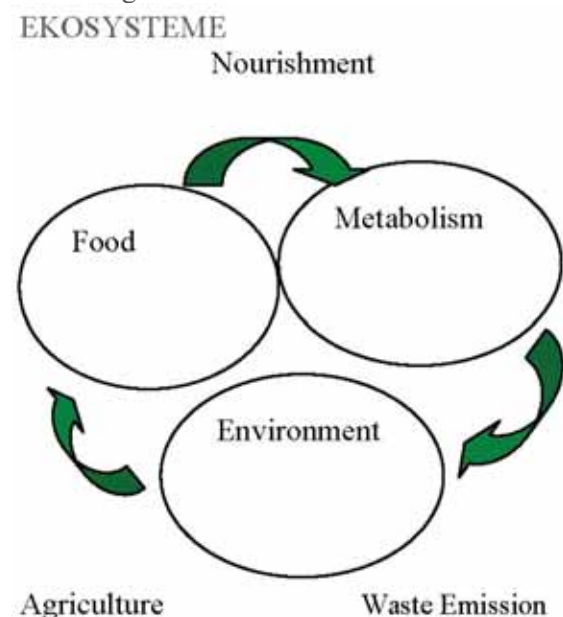 EKOSYSTEME
Nourishment
Metabolism
Food
Environment
Agriculture
Waste Emission